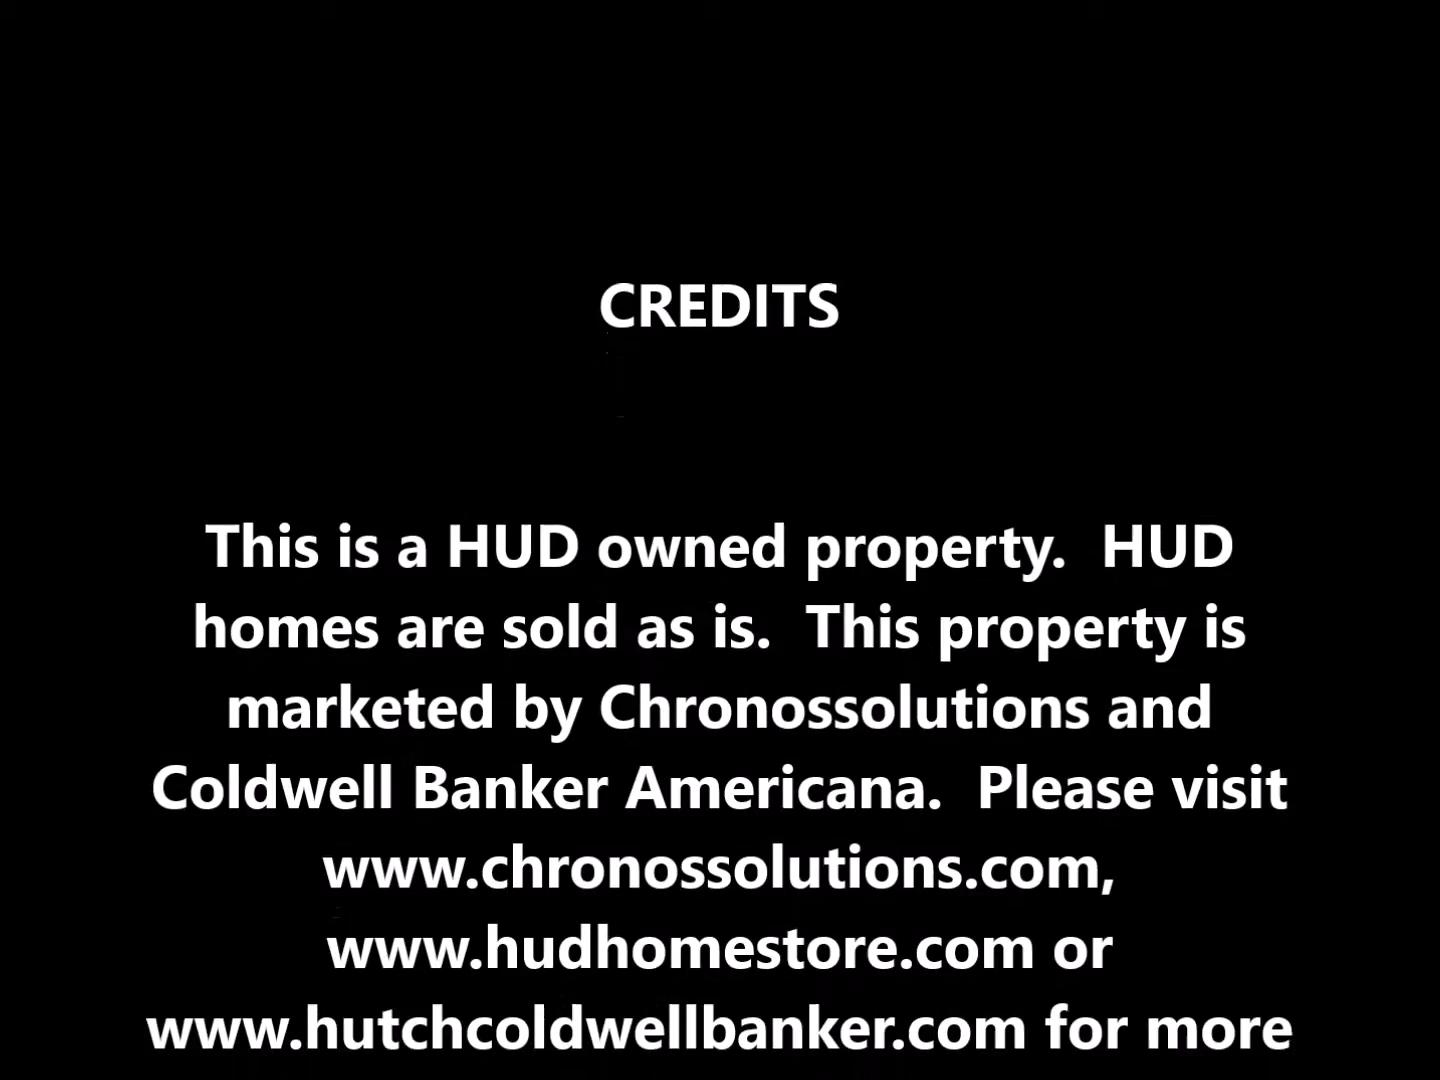 CREDITS
This is a HUD owned property.  HUD
homes are sold as is.  This property is
marketed by Chronossolutions and
Coldwell Banker Americana.  Please visit
www.chronossolutions.com,
www.hudhomestore.com or
www.hutchcoldwellbanker.com for more